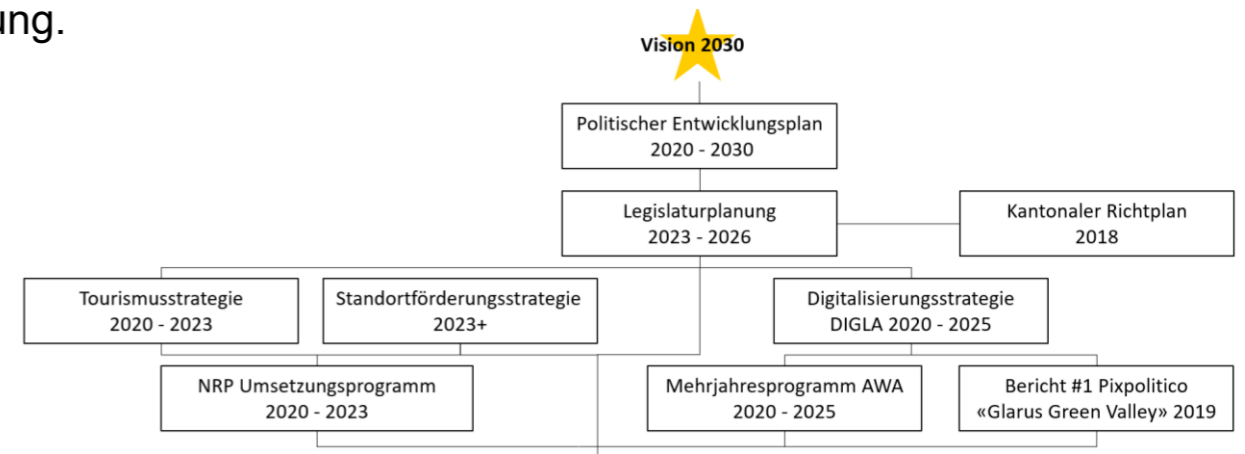 ung.
Vision 2030
Politischer Entwicklungsplan
2020 - 2030
Legislaturplanung
2023 - 2026
Kantonaler Richtplan
2018
Tourismusstrategie
2020 - 2023
Standortförderungsstrategie
2023+
Digitalisierungsstrategie
DIGLA 2020 - 2025
NRP Umsetzungsprogramm
2020 - 2023
Mehrjahresprogramm AWA
2020 - 2025
Bericht #1 Pixpolitico
«Glarus Green Valley» 2019